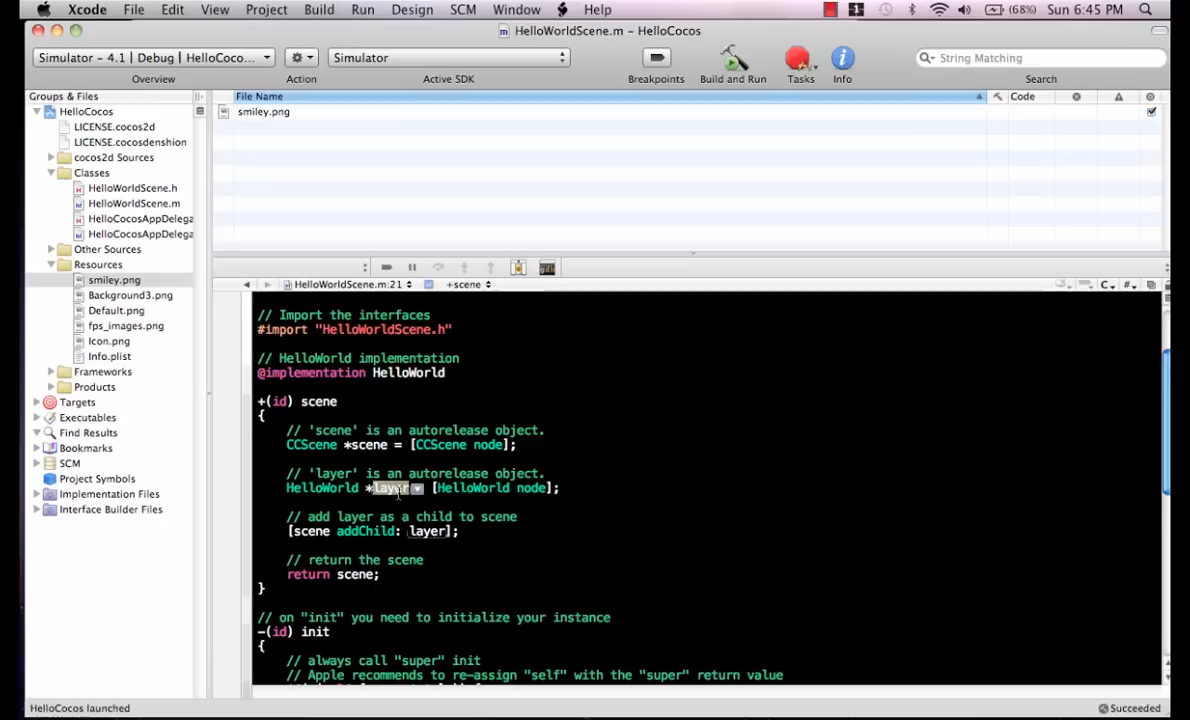 Xcode File Edit View Project Build Run Design SCM Window Help (68%) Sun 6:45 PM
HelloWorldScene.m – HelloCocos
Simulator - 4.1 | Debug | HelloCoco...
Simulator
String Matching
Overview Action Active SDK Breakpoints Build and Run Tasks Info Search
Groups & Files
File Name
Code
HelloCocos
smiley.png
LICENSE.cocos2d
LICENSE.cocosdenshion
cocos2d Sources
Classes
HelloWorldScene.h
HelloWorldScene.m
HelloCocosAppDelega
HelloCocosAppDelega
Other Sources
Resources
smiley.png
Background3.png
Default.png
fps_images.png
Icon.png
Info.plist
Frameworks
Products
Targets
Executables
Find Results
Bookmarks
SCM
Project Symbols
Implementation Files
Interface Builder Files
gdb
HelloWorldScene.m:21 +scene
C
#
// Import the interfaces
#import "HelloWorldScene.h"
// HelloWorld implementation
@implementation HelloWorld
+(id) scene
{
// 'scene' is an autorelease object.
CCScene *scene = [CCScene node];
// 'layer' is an autorelease object.
HelloWorld *layer [HelloWorld node];
// add layer as a child to scene
[scene addChild: layer];
// return the scene
return scene;
}
// on "init" you need to initialize your instance
-(id) init
{
// always call "super" init
// Apple recommends to re-assign "self" with the "super" return value
HelloCocos launched
Succeeded